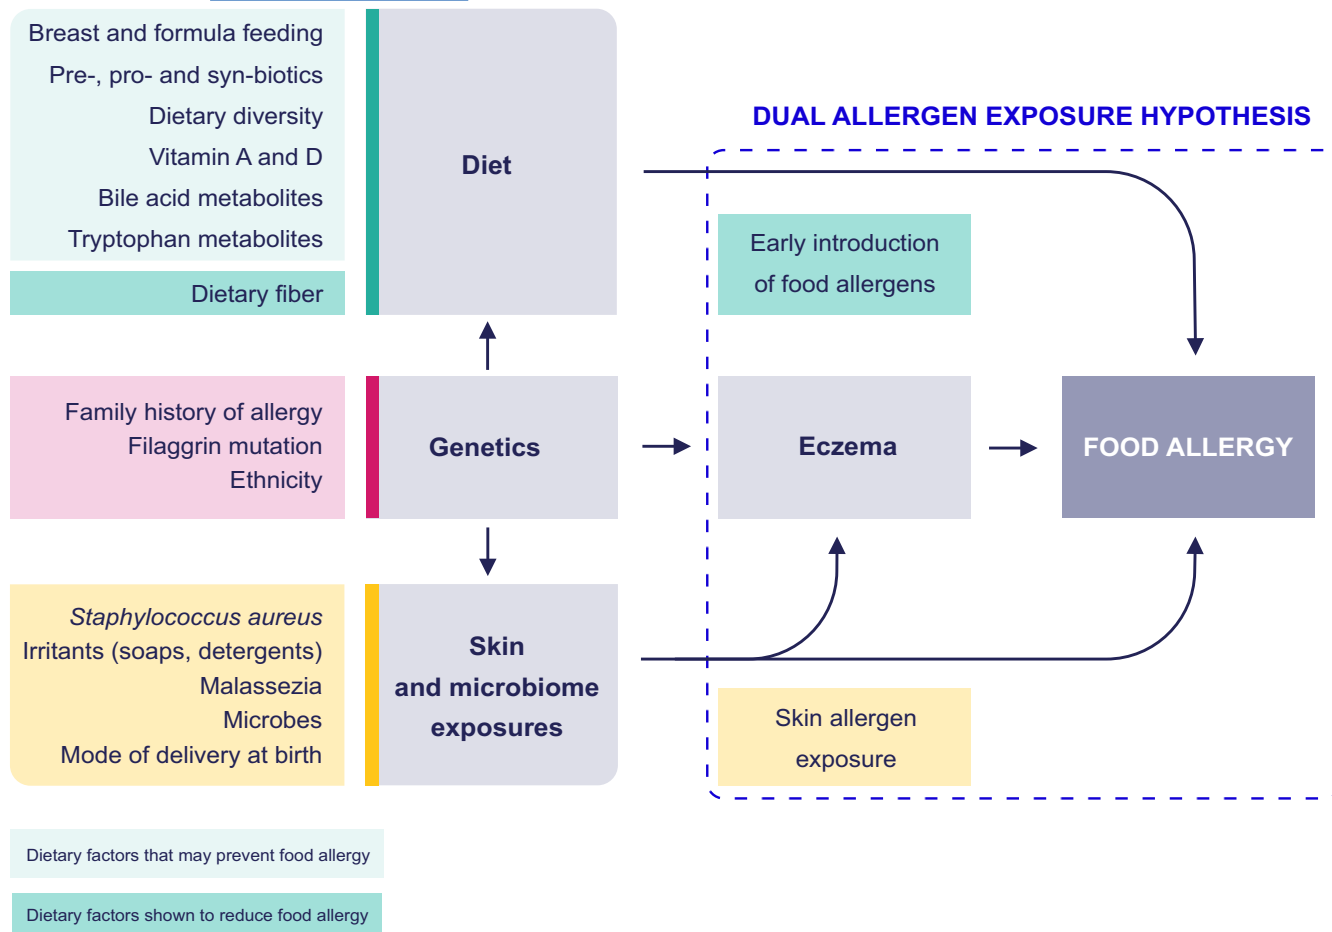 Breast and formula feeding
Pre-, pro- and syn-biotics
Dietary diversity
Vitamin A and D
Bile acid metabolites
Tryptophan metabolites
Dietary fiber
Diet
DUAL ALLERGEN EXPOSURE HYPOTHESIS
Early introduction
of food allergens
Family history of allergy
Filaggrin mutation
Ethnicity
Genetics
Eczema
FOOD ALLERGY
Staphylococcus aureus
Irritants (soaps, detergents)
Malassezia
Microbes
Mode of delivery at birth
Skin
and microbiome
exposures
Skin allergen
exposure
Dietary factors that may prevent food allergy
Dietary factors shown to reduce food allergy